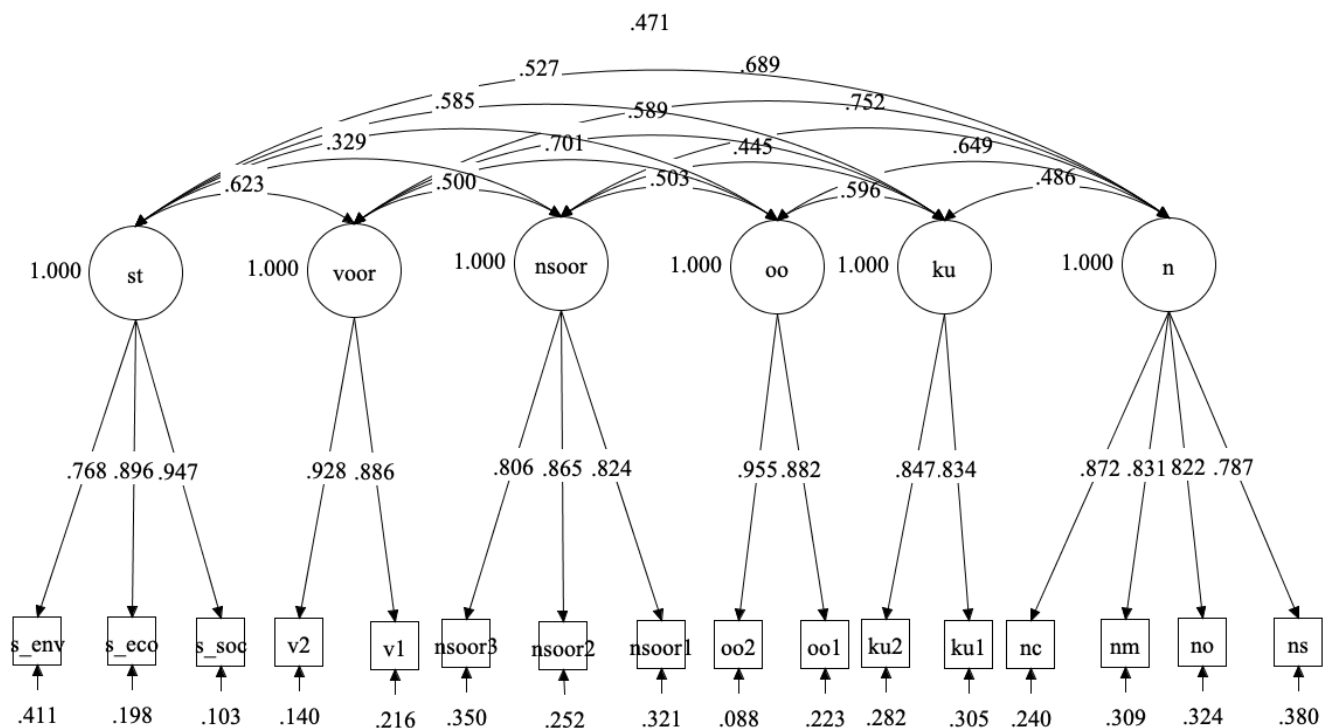 .471
.527 .689
.585 .589 .752
.329 .701 .445 .649
.623 .500 .503 .596 .486
1.000 st 1.000 voor 1.000 nsoor 1.000 oo 1.000 ku 1.000 n
.768 .896 .947 .928 .886 .806 .865 .824 .955 .882 .847 .834 .872 .831 822 .787
s_env s_eco s_soc v2 v1 nsoor3 nsoor2 nsoor1 oo2 oo1 ku2 ku1 nc nm no ns
.411 .198 .103 .140 .216 .350 .252 .321 .088 .223 .282 .305 .240 .309 .324 .380